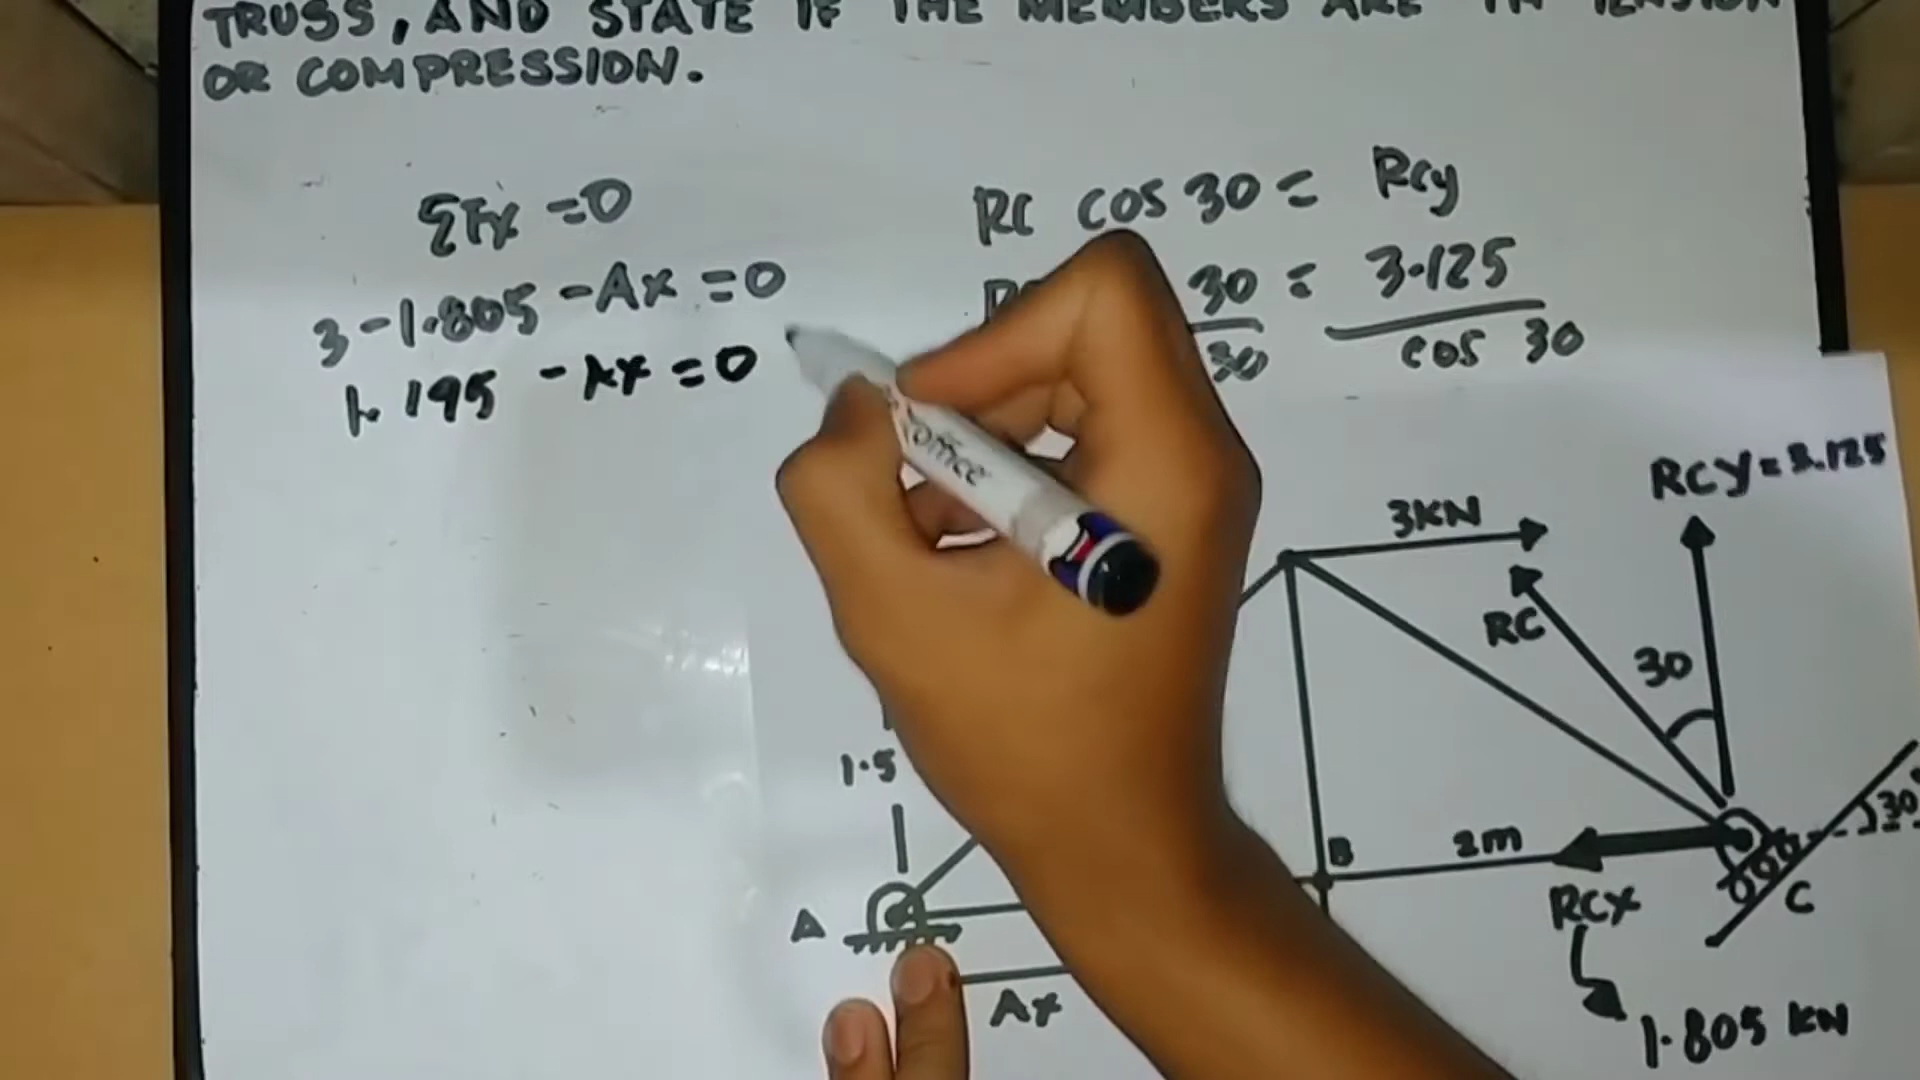 TRUSS, AND STATE IF THE MEMBERS ARE IN TENSION
OR COMPRESSION.
ΣFx = 0
3 - 1.805 - Ax = 0
1.195 - Ax = 0
RC cos 30 = Rcy
30 = 3.125
30 cos 30
office
RCY = 3.125
3KN
RC
30
1.5
30
B
2m
A
RCX
C
Ax
1.805 KN